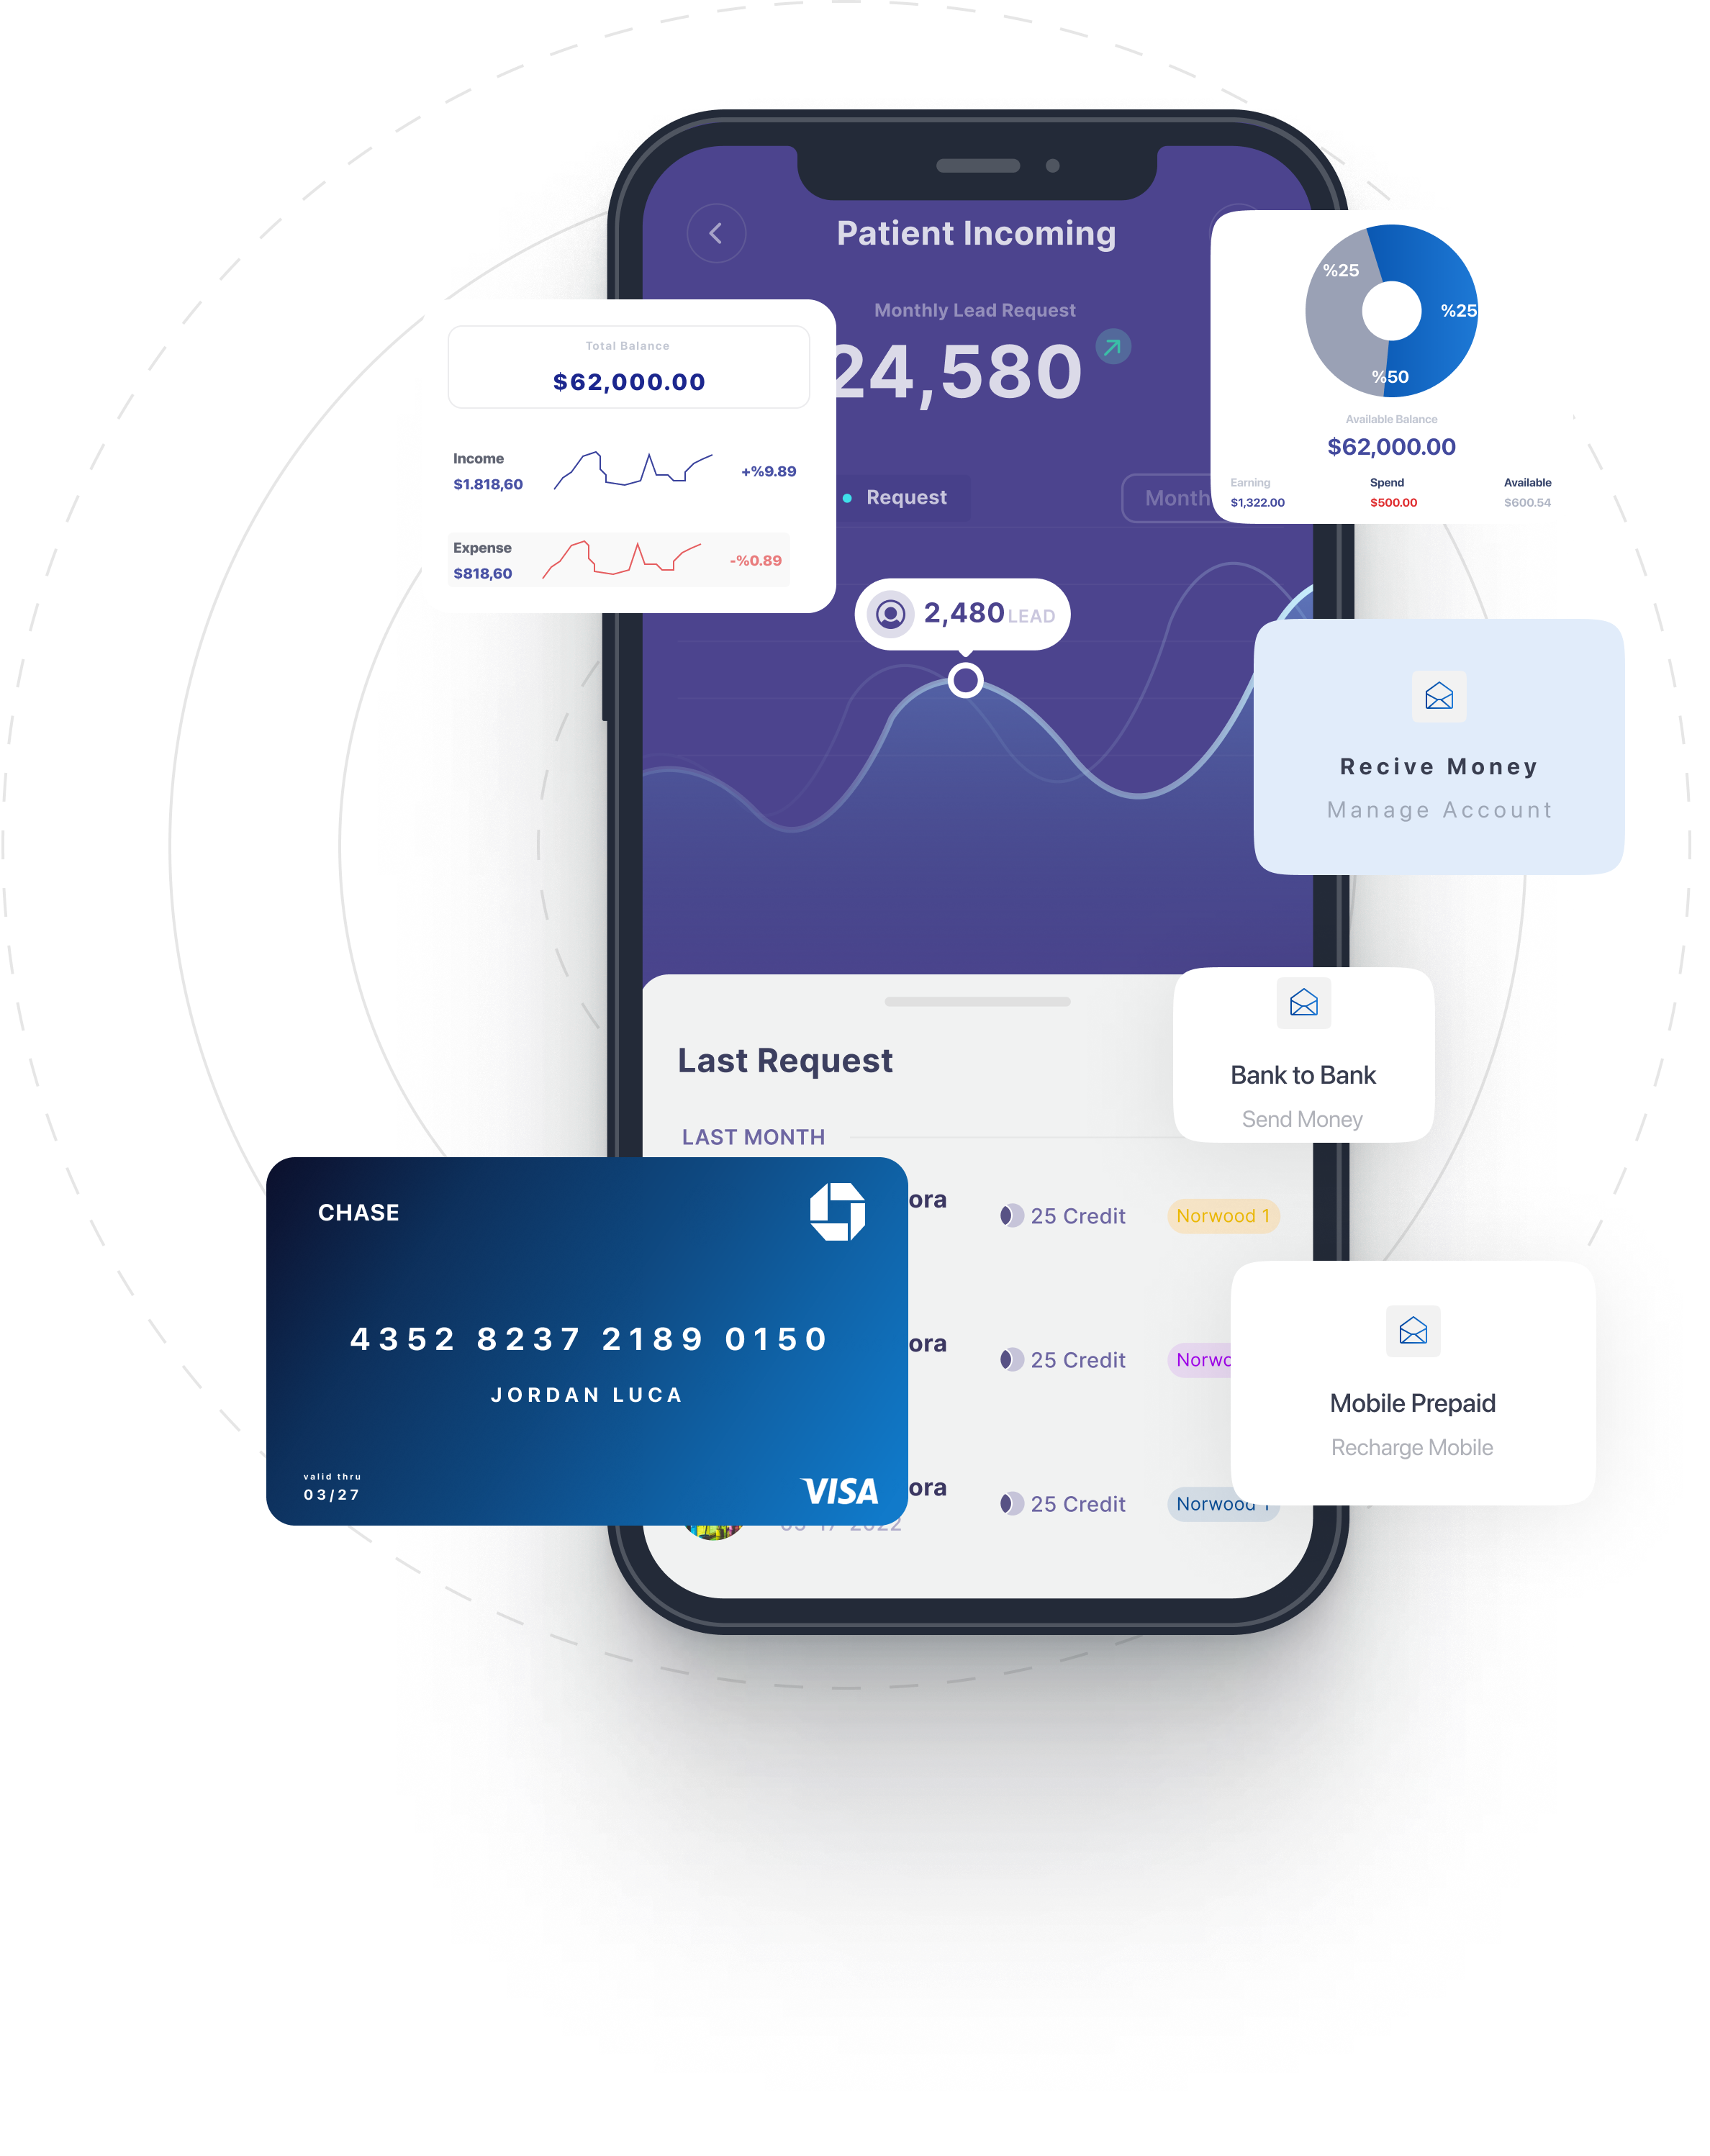 Patient Incoming
Monthly Lead Request
24,580
Total Balance
$62,000.00
Income
$1.818,60
+%9.89
Expense
$818,60
-%0.89
%25
%25
%50
Available Balance
$62,000.00
Earning
$1,322.00
Spend
$500.00
Available
$600.54
Request
Month
2,480 LEAD
Recive Money
Manage Account
Bank to Bank
Send Money
Last Request
LAST MONTH
ora
25 Credit
Norwood 1
ora
25 Credit
Norwo
ora
25 Credit
Norwood 1
CHASE
4352 8237 2189 0150
JORDAN LUCA
valid thru
03/27
VISA
Mobile Prepaid
Recharge Mobile